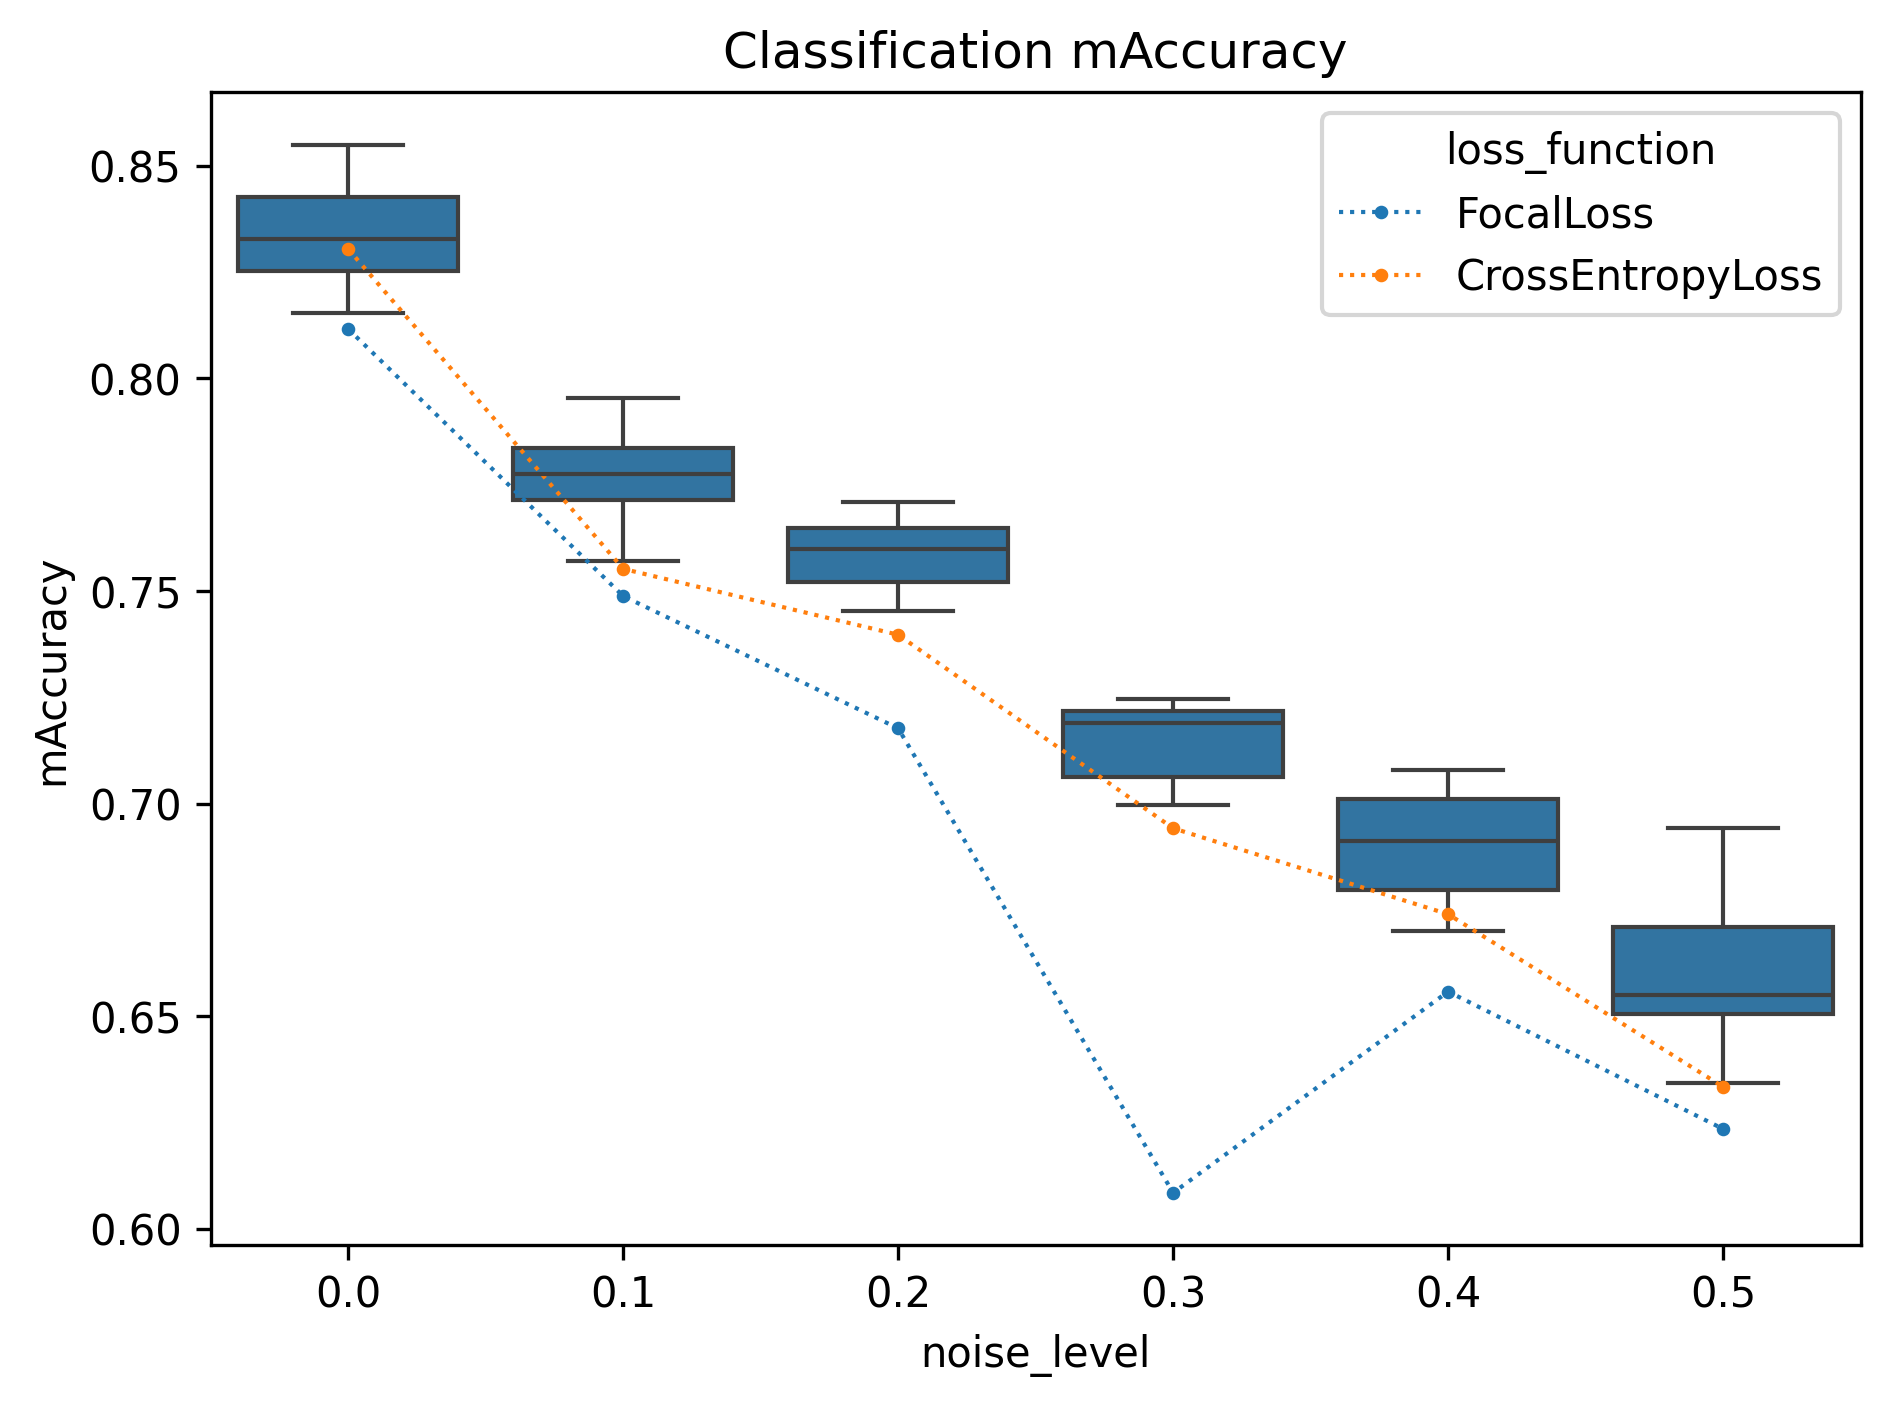 Classification mAccuracy
loss_function
FocalLoss
CrossEntropyLoss
mAccuracy
0.85
0.80
0.75
0.70
0.65
0.60
0.0 0.1 0.2 0.3 0.4 0.5
noise_level